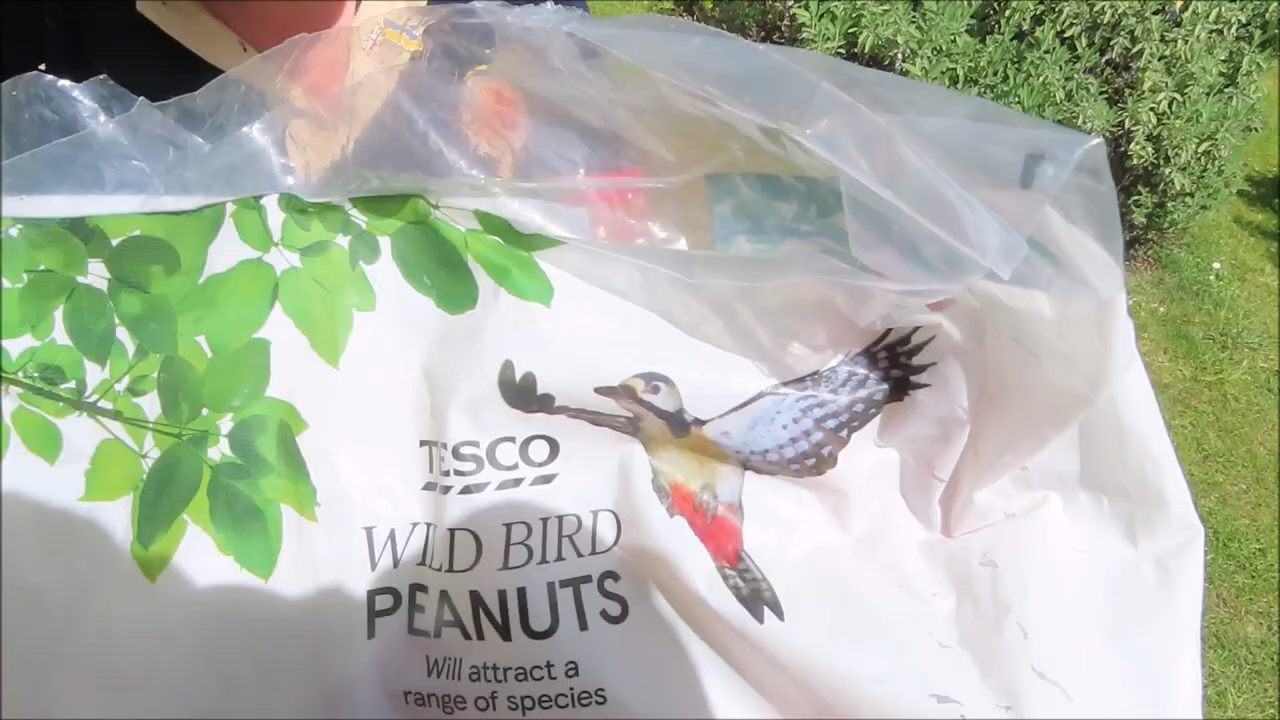 TESCO
WILD BIRD
PEANUTS
Will attract a
range of species